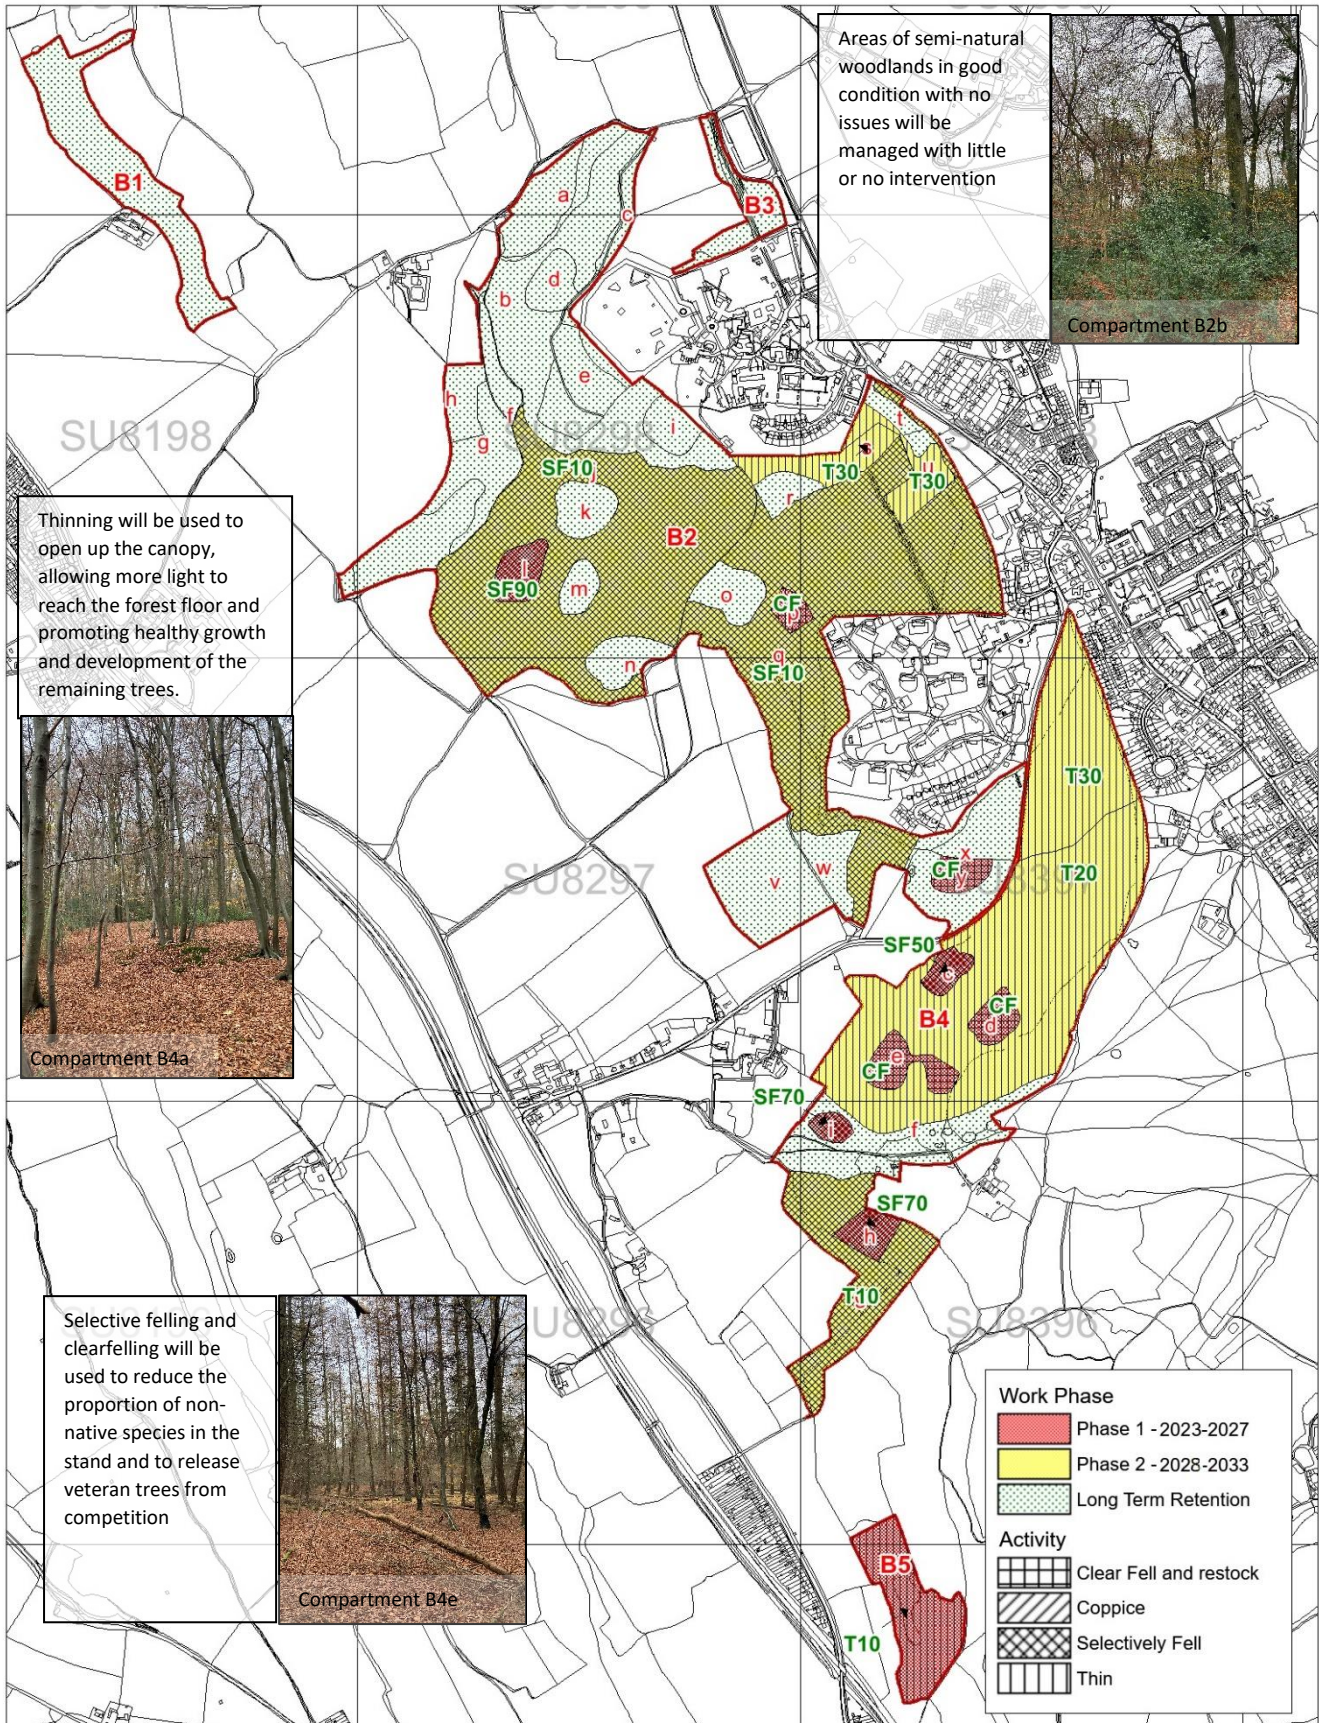 Areas of semi-natural
woodlands in good
condition with no
issues will be
managed with little
or no intervention
Compartment B2b
B1
B3
a
c
d
b
e
h
f
g
i
t
SU8198
SU8298
s
u
T30
T30
SF10
j
k
r
B2
l
SF90
m
o
CF
p
n
q
SF10
Thinning will be used to
open up the canopy,
allowing more light to
reach the forest floor and
promoting healthy growth
and development of the
remaining trees.
Compartment B4a
T30
x
CF
y
T20
SU8297
v
w
SF50
c
CF
d
B4
e
CF
SF70
i
f
SF70
h
T10
SU8296
SU8396
Selective felling and
clearfelling will be
used to reduce the
proportion of non-
native species in the
stand and to release
veteran trees from
competition
Compartment B4e
B5
T10
Work Phase
Phase 1 - 2023-2027
Phase 2 - 2028-2033
Long Term Retention
Activity
Clear Fell and restock
Coppice
Selectively Fell
Thin